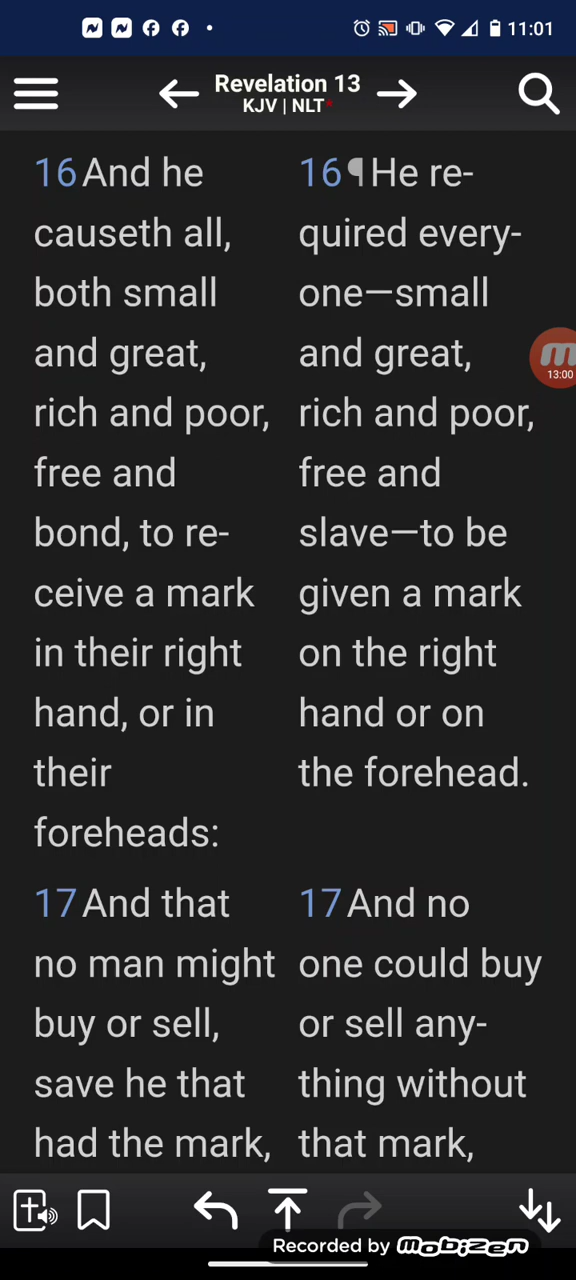 11:01
Revelation 13
KJV | NLT*
16 And he
causeth all,
both small
and great,
rich and poor,
free and
bond, to re-
ceive a mark
in their right
hand, or in
their
foreheads:
17 And that
no man might
buy or sell,
save he that
had the mark,
16 ¶He re-
quired every-
one—small
and great,
rich and poor,
free and
slave—to be
given a mark
on the right
hand or on
the forehead.
17 And no
one could buy
or sell any-
thing without
that mark,
m
13:00
Recorded by mobizen